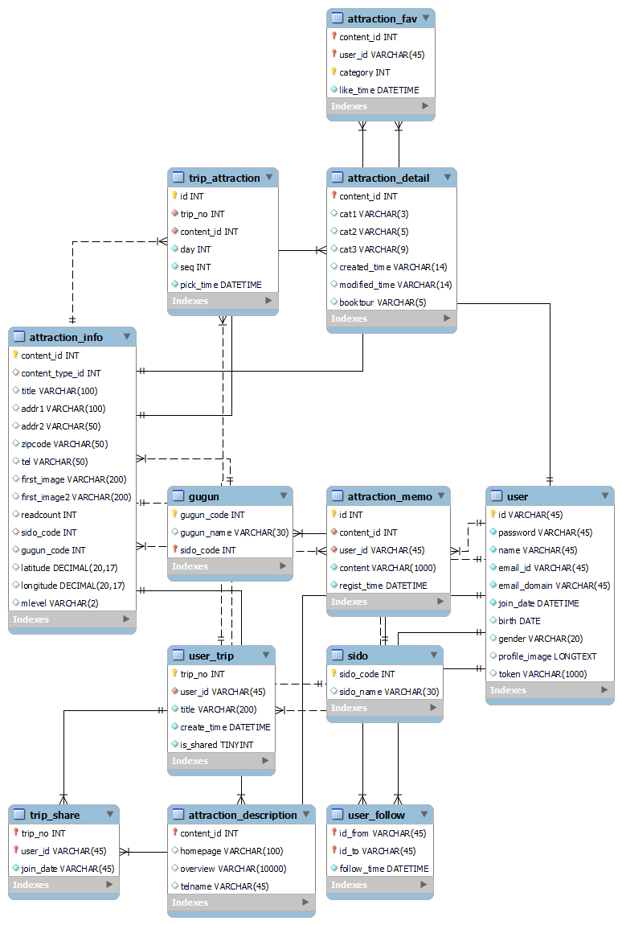 attraction_fav
content_id INT
user_id VARCHAR(45)
category INT
like_time DATETIME
Indexes
trip_attraction
id INT
trip_no INT
content_id INT
day INT
seq INT
pick_time DATETIME
Indexes
attraction_detail
content_id INT
cat1 VARCHAR(3)
cat2 VARCHAR(5)
cat3 VARCHAR(9)
created_time VARCHAR(14)
modified_time VARCHAR(14)
booktour VARCHAR(5)
Indexes
attraction_info
content_id INT
content_type_id INT
title VARCHAR(100)
addr1 VARCHAR(100)
addr2 VARCHAR(50)
zipcode VARCHAR(50)
tel VARCHAR(50)
first_image VARCHAR(200)
first_image2 VARCHAR(200)
readcount INT
sido_code INT
gugun_code INT
latitude DECIMAL(20,17)
longitude DECIMAL(20,17)
mlevel VARCHAR(2)
Indexes
gugun
gugun_code INT
gugun_name VARCHAR(30)
sido_code INT
Indexes
attraction_memo
id INT
content_id INT
user_id VARCHAR(45)
content VARCHAR(1000)
regist_time DATETIME
Indexes
user
id VARCHAR(45)
password VARCHAR(45)
name VARCHAR(45)
email_id VARCHAR(45)
email_domain VARCHAR(45)
join_date DATETIME
birth DATE
gender VARCHAR(20)
profile_image LONGTEXT
token VARCHAR(1000)
Indexes
user_trip
trip_no INT
user_id VARCHAR(45)
title VARCHAR(200)
create_time DATETIME
is_shared TINYINT
Indexes
sido
sido_code INT
sido_name VARCHAR(30)
Indexes
trip_share
trip_no INT
user_id VARCHAR(45)
join_date VARCHAR(45)
Indexes
attraction_description
content_id INT
homepage VARCHAR(100)
overview VARCHAR(10000)
telname VARCHAR(45)
Indexes
user_follow
id_from VARCHAR(45)
id_to VARCHAR(45)
follow_time DATETIME
Indexes